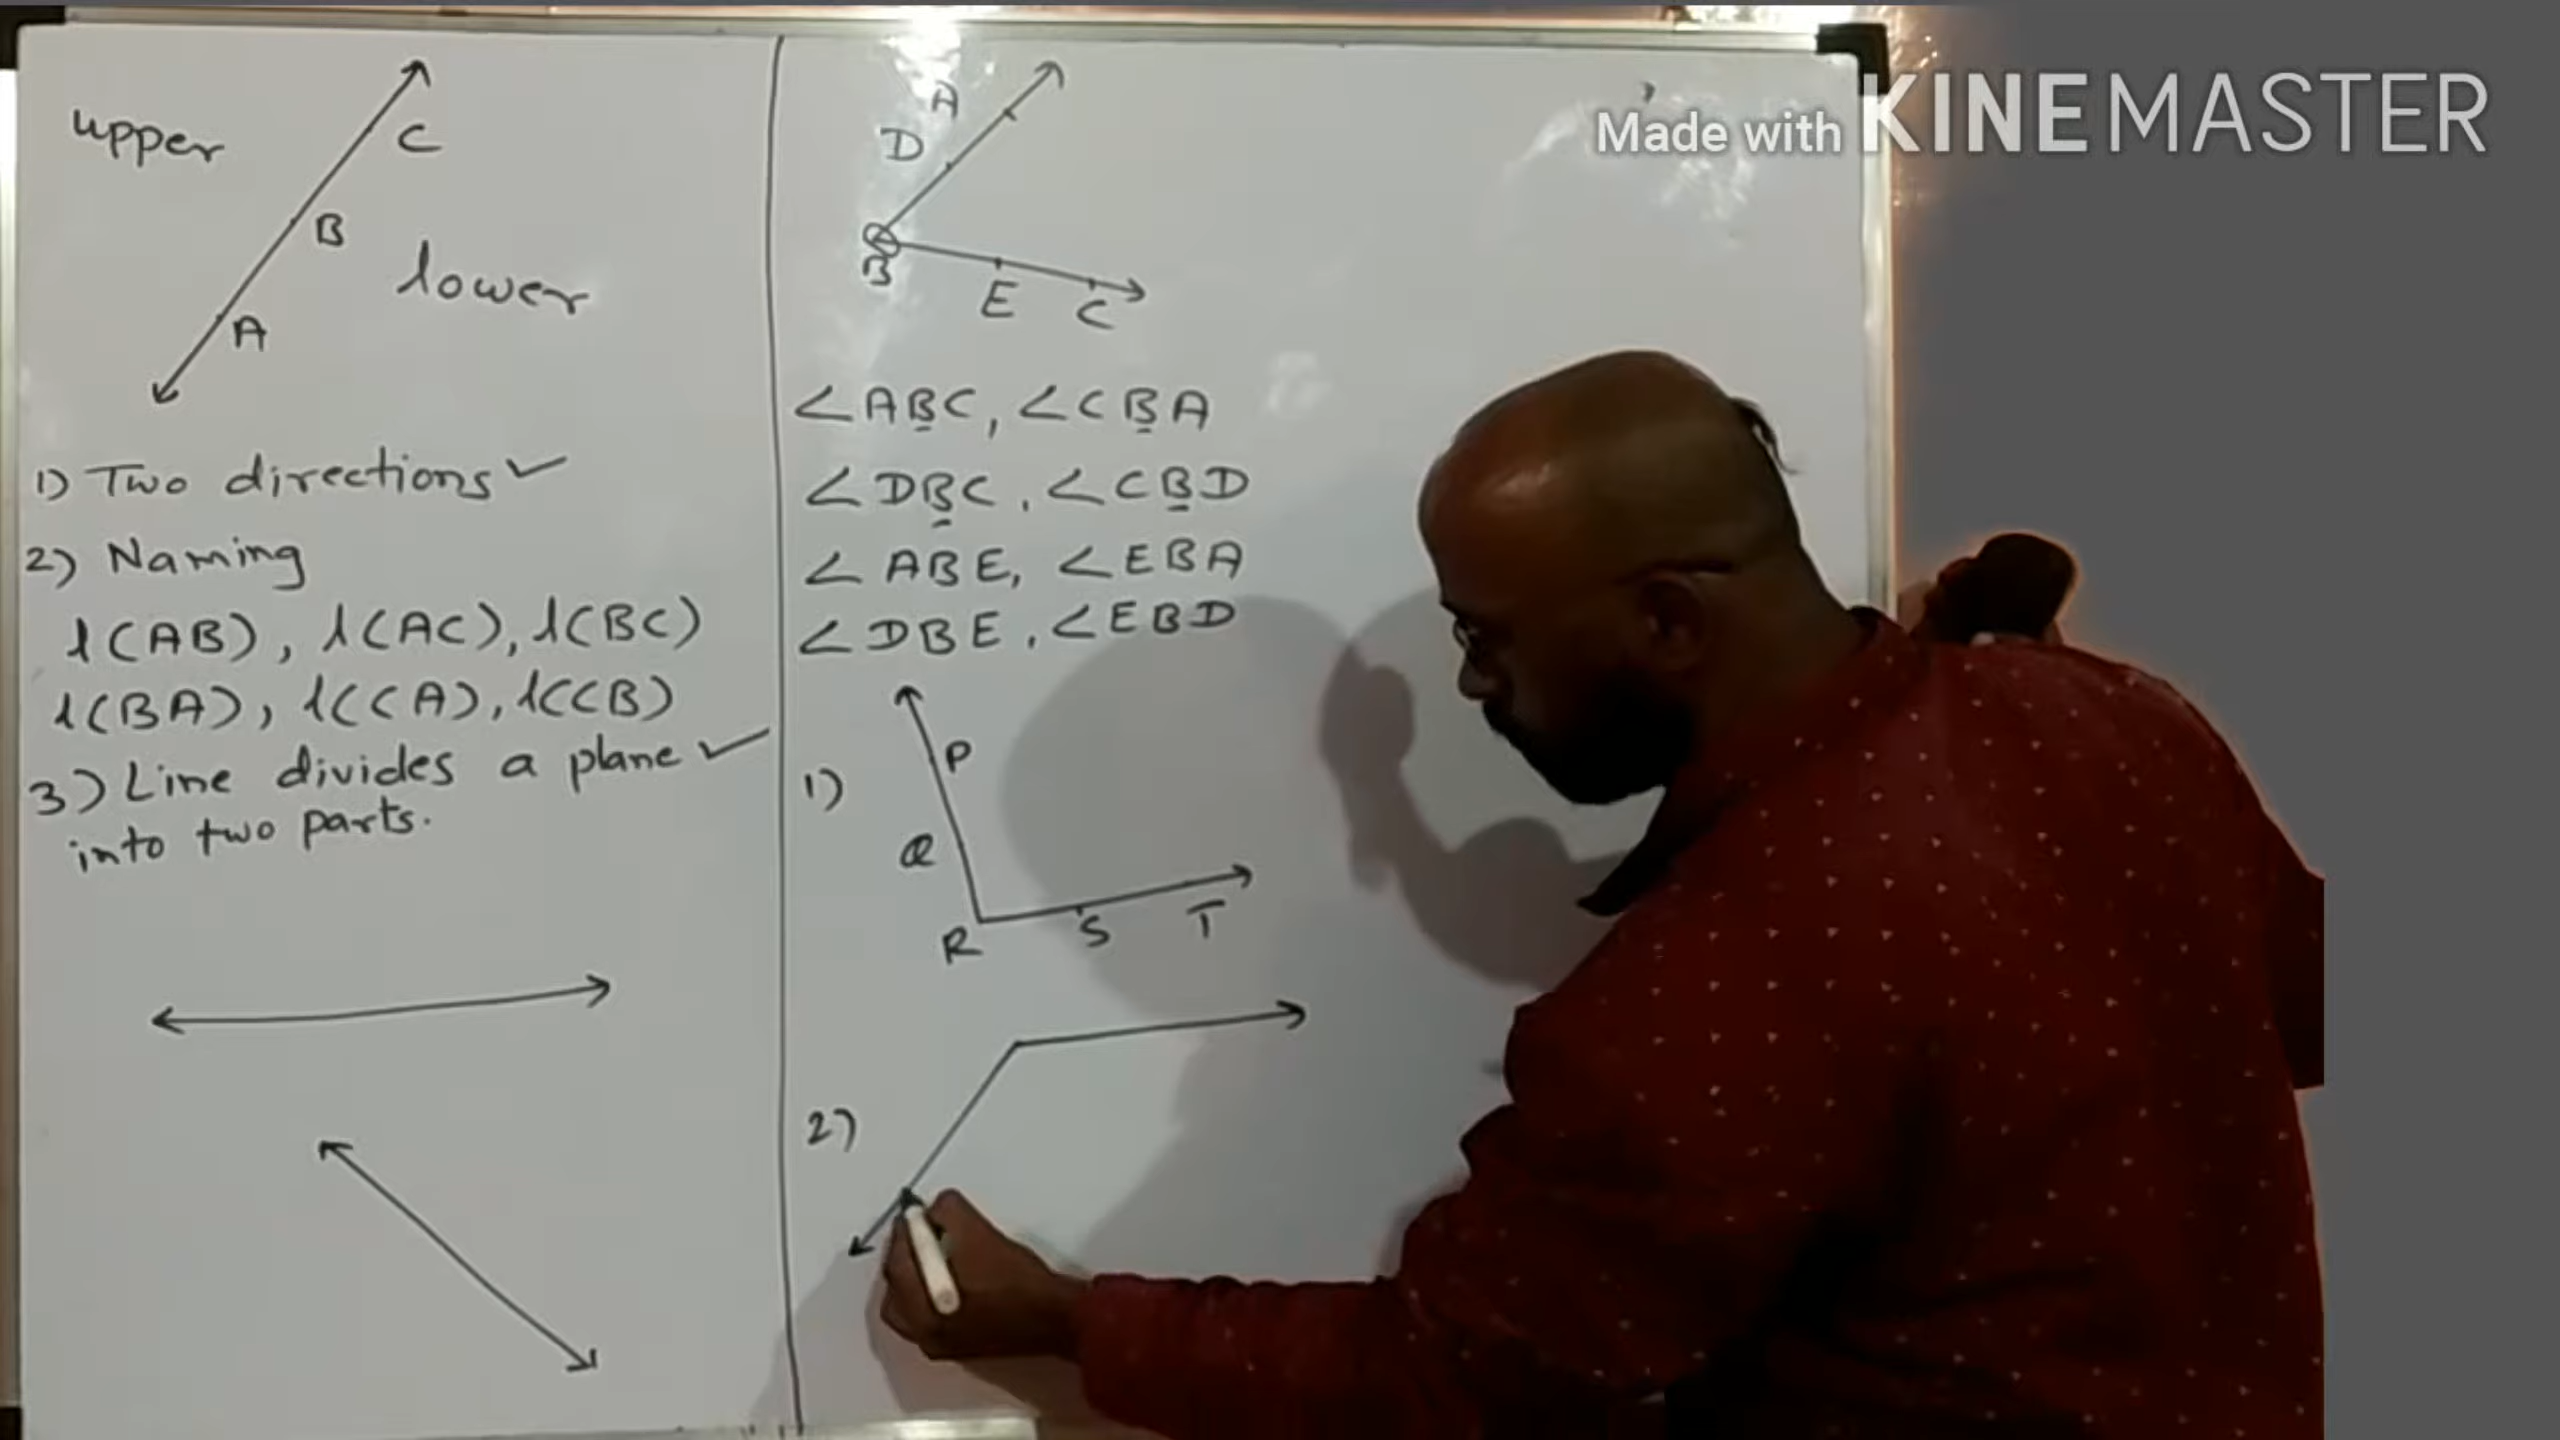 upper
C
B
lower
A
1) Two directions ✓
2) Naming
l(AB), l(AC), l(BC)
l(BA), l(CA), l(CB)
3) Line divides a plane ✓
into two parts.
A
D
B
E
C
∠ABC, ∠CBA
∠DBC, ∠CBD
∠ABE, ∠EBA
∠DBE, ∠EBD
1)
P
Q
R
S
T
2)
Made with KINEMASTER